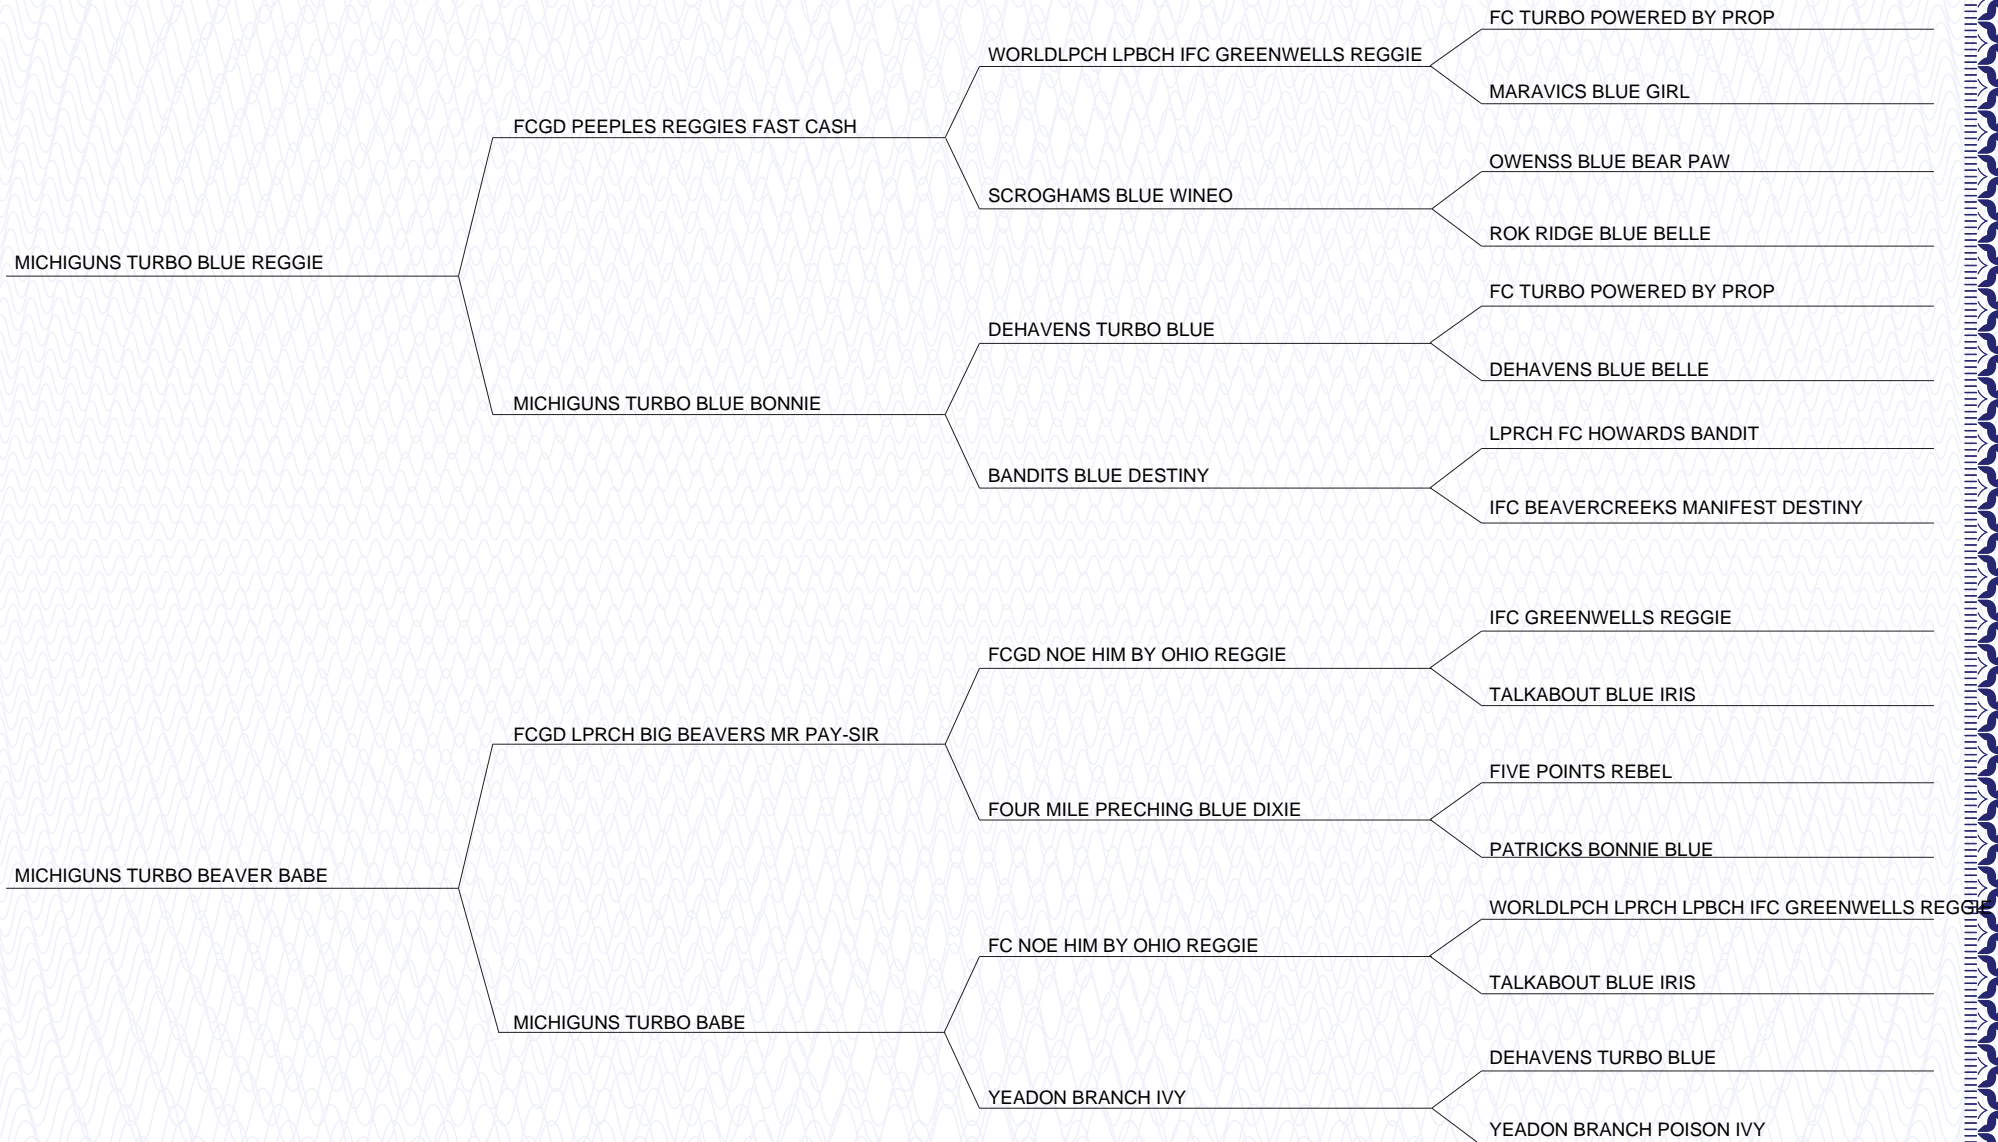 FC TURBO POWERED BY PROP
WORLDLPCH LPBCH IFC GREENWELLS REGGIE
MARAVICS BLUE GIRL
FCGD PEEPLES REGGIES FAST CASH
OWENSS BLUE BEAR PAW
SCROGHAMS BLUE WINEO
ROK RIDGE BLUE BELLE
MICHIGUNS TURBO BLUE REGGIE
FC TURBO POWERED BY PROP
DEHAVENS TURBO BLUE
DEHAVENS BLUE BELLE
MICHIGUNS TURBO BLUE BONNIE
LPRCH FC HOWARDS BANDIT
BANDITS BLUE DESTINY
IFC BEAVERCREEKS MANIFEST DESTINY
IFC GREENWELLS REGGIE
FCGD NOE HIM BY OHIO REGGIE
TALKABOUT BLUE IRIS
FCGD LPRCH BIG BEAVERS MR PAY-SIR
FIVE POINTS REBEL
FOUR MILE PRECHING BLUE DIXIE
PATRICKS BONNIE BLUE
MICHIGUNS TURBO BEAVER BABE
WORLDLPCH LPRCH LPBCH IFC GREENWELLS REGGIE
FC NOE HIM BY OHIO REGGIE
TALKABOUT BLUE IRIS
MICHIGUNS TURBO BABE
DEHAVENS TURBO BLUE
YEADON BRANCH IVY
YEADON BRANCH POISON IVY